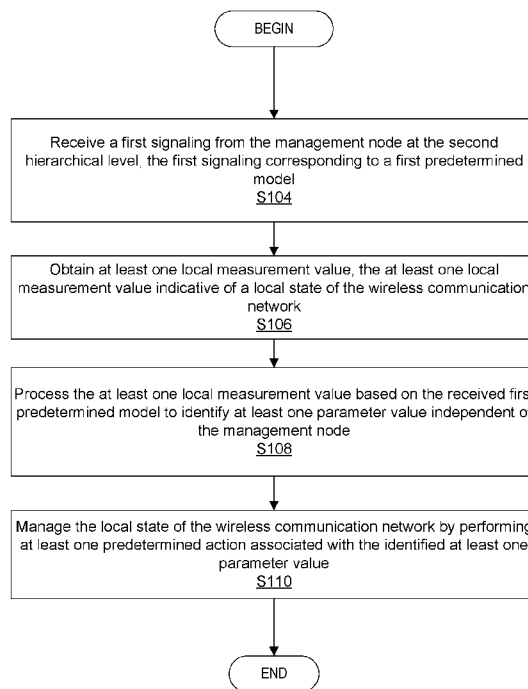 BEGIN
Receive a first signaling from the management node at the second
hierarchical level, the first signaling corresponding to a first predetermined
model
S104
Obtain at least one local measurement value, the at least one local
measurement value indicative of a local state of the wireless communication
network
S106
Process the at least one local measurement value based on the received first
predetermined model to identify at least one parameter value independent of
the management node
S108
Manage the local state of the wireless communication network by performing
at least one predetermined action associated with the identified at least one
parameter value
S110
END